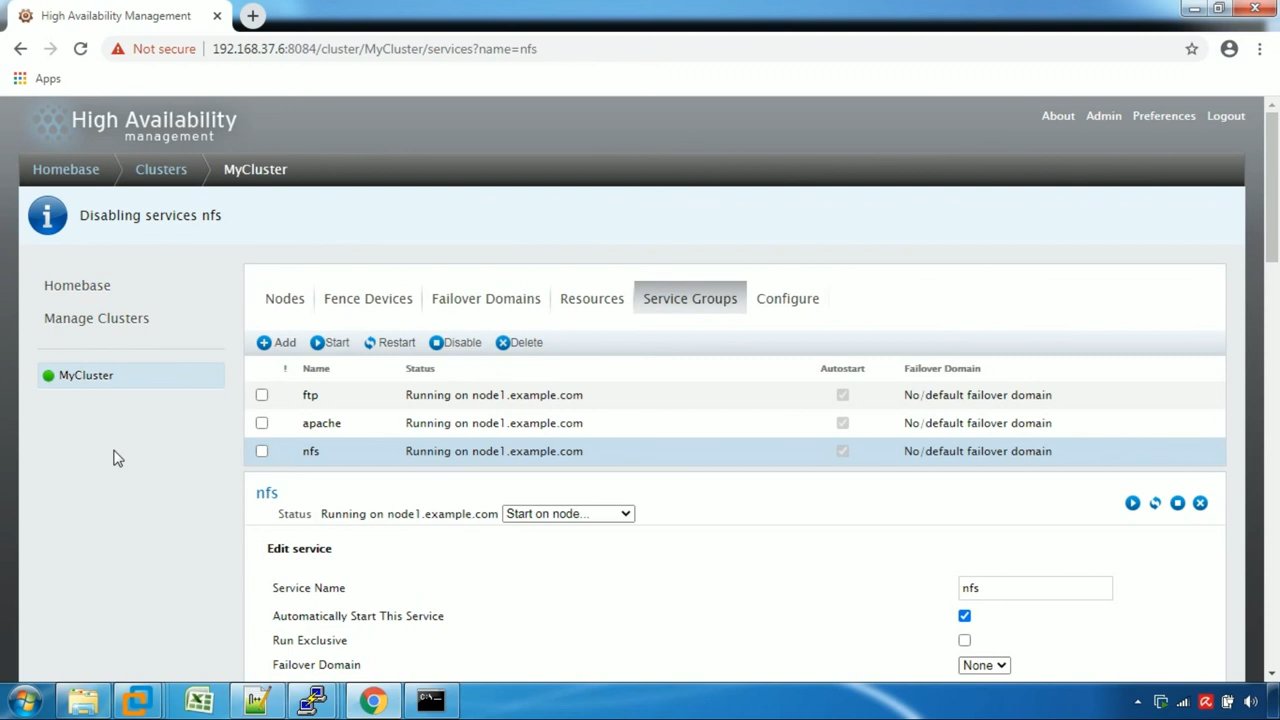 High Availability Management
Not secure
192.168.37.6:8084/cluster/MyCluster/services?name=nfs
Apps
High Availability
management
About Admin Preferences Logout
Homebase Clusters MyCluster
Disabling services nfs
Homebase
Manage Clusters
MyCluster
Nodes Fence Devices Failover Domains Resources Service Groups Configure
Add Start Restart Disable Delete
! Name Status Autostart Failover Domain
ftp Running on node1.example.com No/default failover domain
apache Running on node1.example.com No/default failover domain
nfs Running on node1.example.com No/default failover domain
nfs
Status Running on node1.example.com Start on node...
Edit service
Service Name nfs
Automatically Start This Service
Run Exclusive
Failover Domain None